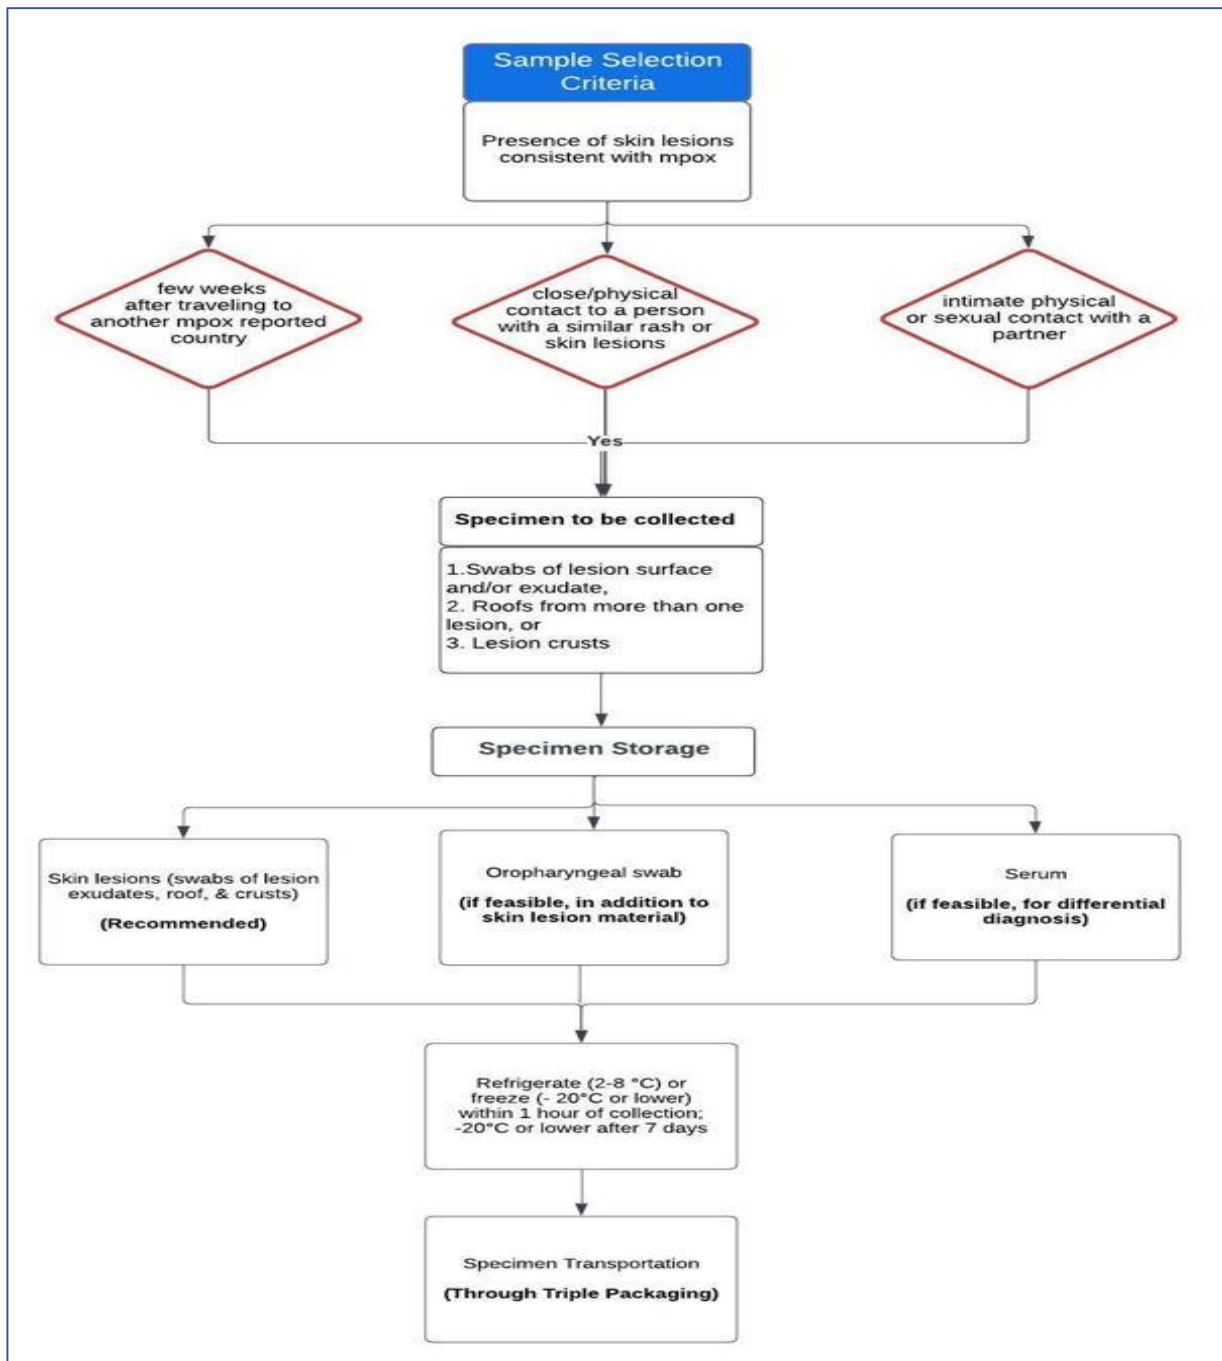 Sample Selection
Criteria
Presence of skin lesions
consistent with mpox
few weeks
after traveling to
another mpox reported
country
close/physical
contact to a person
with a similar rash or
skin lesions
intimate physical
or sexual contact with a
partner
Yes
Specimen to be collected
1.Swabs of lesion surface
and/or exudate,
2. Roofs from more than one
lesion, or
3. Lesion crusts
Specimen Storage
Skin lesions (swabs of lesion
exudates, roof, & crusts)
(Recommended)
Oropharyngeal swab
(if feasible, in addition to
skin lesion material)
Serum
(if feasible, for differential
diagnosis)
Refrigerate (2-8 °C) or
freeze (- 20°C or lower)
within 1 hour of collection;
-20°C or lower after 7 days
Specimen Transportation
(Through Triple Packaging)